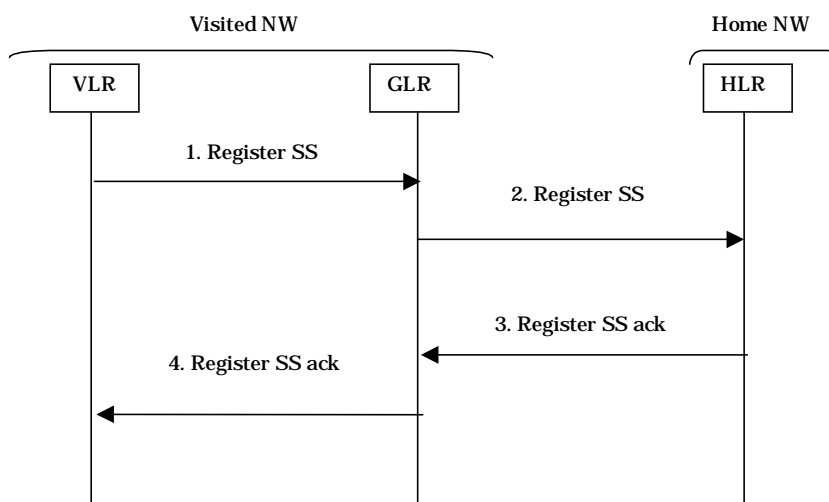 Visited NW
Home NW
VLR
GLR
HLR
1. Register SS
2. Register SS
3. Register SS ack
4. Register SS ack